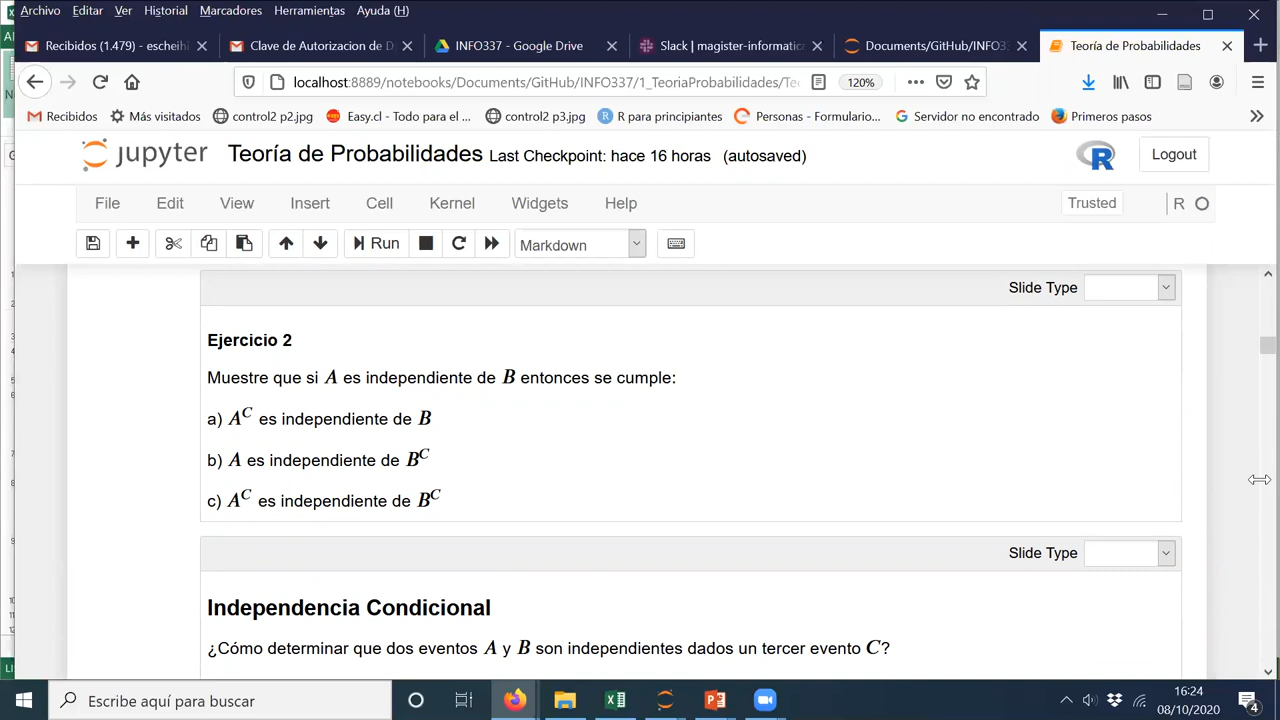 Archivo Editar Ver Historial Marcadores Herramientas Ayuda (H)
Recibidos (1.479) - escheih
Clave de Autorizacion de D
INFO337 - Google Drive
Slack | magister-informatic
Documents/GitHub/INFO3
Teoría de Probabilidades
localhost:8889/notebooks/Documents/GitHub/INFO337/1_TeoriaProbabilidades/Te
120%
Recibidos Más visitados control2 p2.jpg Easy.cl - Todo para el ... control2 p3.jpg R para principiantes Personas - Formulario... Servidor no encontrado Primeros pasos
jupyter Teoría de Probabilidades Last Checkpoint: hace 16 horas (autosaved) R Logout
File Edit View Insert Cell Kernel Widgets Help Trusted R
Run Markdown
Slide Type
Ejercicio 2
Muestre que si A es independiente de B entonces se cumple:
a) A^C es independiente de B
b) A es independiente de B^C
c) A^C es independiente de B^C
Slide Type
Independencia Condicional
¿Cómo determinar que dos eventos A y B son independientes dados un tercer evento C?
Escribe aquí para buscar
16:24
08/10/2020
4